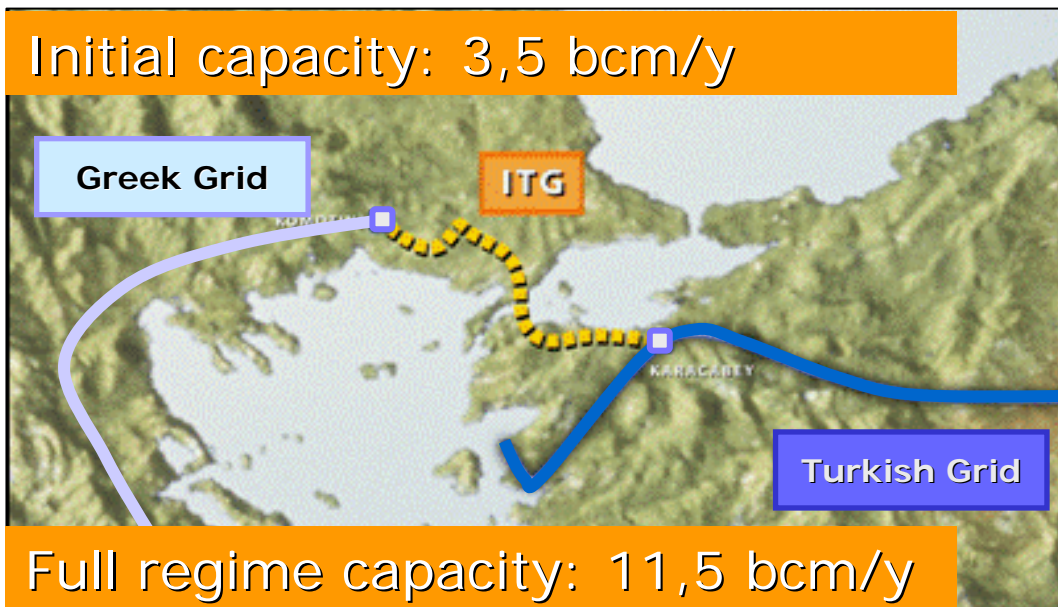 Initial capacity: 3,5 bcm/y
Greek Grid
ITG
KARACABEY
Turkish Grid
Full regime capacity: 11,5 bcm/y